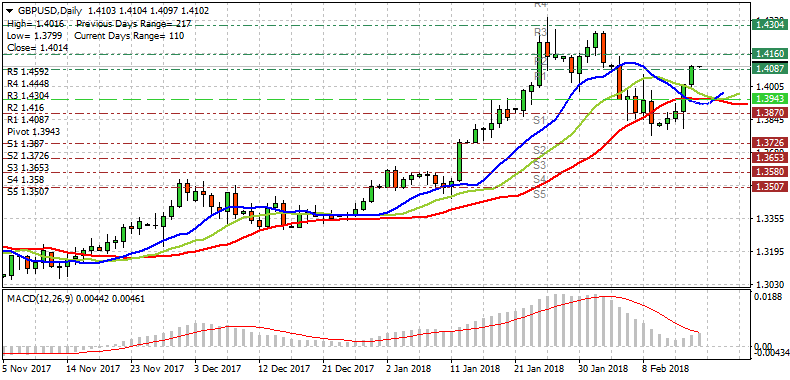 GBPUSD,Daily 1.4103 1.4104 1.4097 1.4102
High= 1.4016 Previous Days Range= 217
Low= 1.3799 Current Days Range= 110
Close= 1.4014
R5 1.4592
R4 1.4448
R3 1.4304
R2 1.416
R1 1.4087
Pivot 1.3943
S1 1.387
S2 1.3726
S3 1.3653
S4 1.358
S5 1.3507
R4
R3
R1
S1
S2
S3
S4
S5
1.4304
1.4160
1.4087
1.4005
1.3943
1.3870
1.3845
1.3726
1.3653
1.3580
1.3507
1.3355
1.3195
1.3030
MACD(12,26,9) 0.00442 0.00461
0.0188
0.00
-0.00434
5 Nov 2017
14 Nov 2017
23 Nov 2017
3 Dec 2017
12 Dec 2017
21 Dec 2017
2 Jan 2018
11 Jan 2018
21 Jan 2018
30 Jan 2018
8 Feb 2018